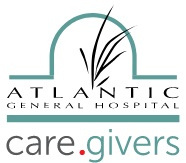 ATLANTIC
GENERAL HOSPITAL
care.givers